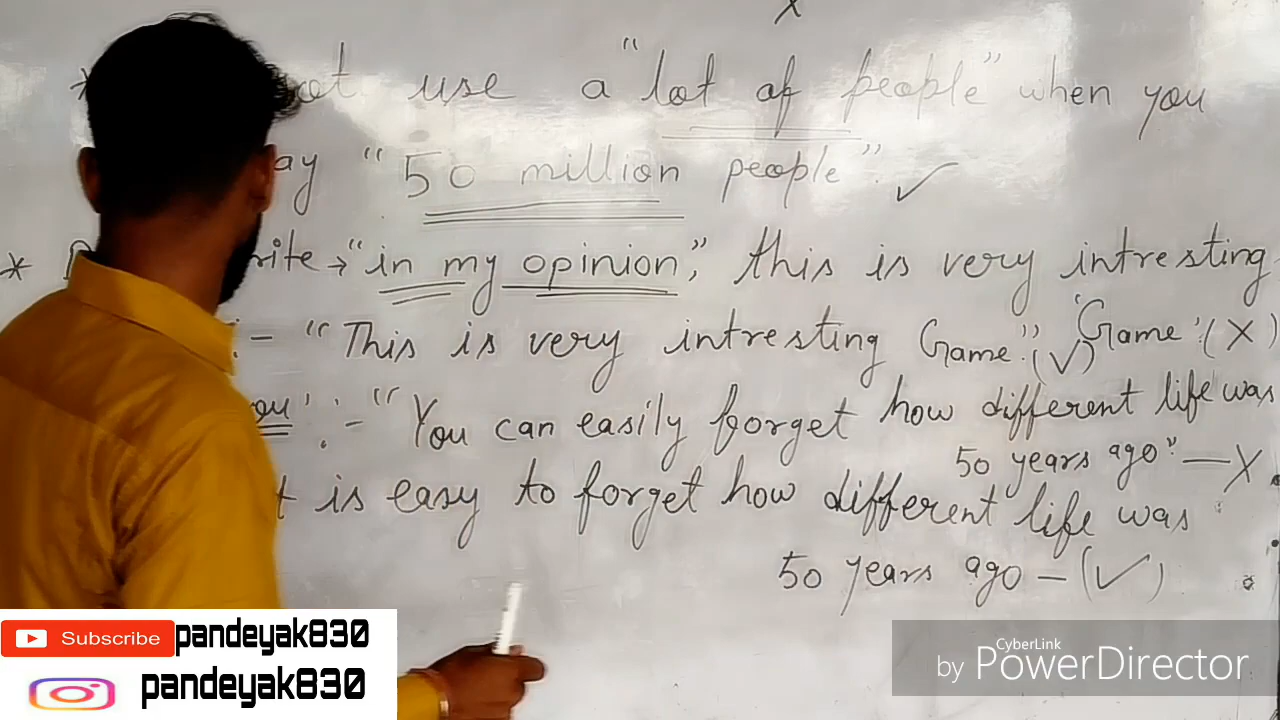 use a "lot of people" when you
"50 million people". ✓
* "in my opinion," this is very intresting
Game". (X)
:- "This is very intresting Game". (✓)
:- "You can easily forget how different life was
50 years ago" — X
is easy to forget how different life was
50 years ago - (✓)
Subscribe pandeyak830
pandeyak830
CyberLink
by PowerDirector